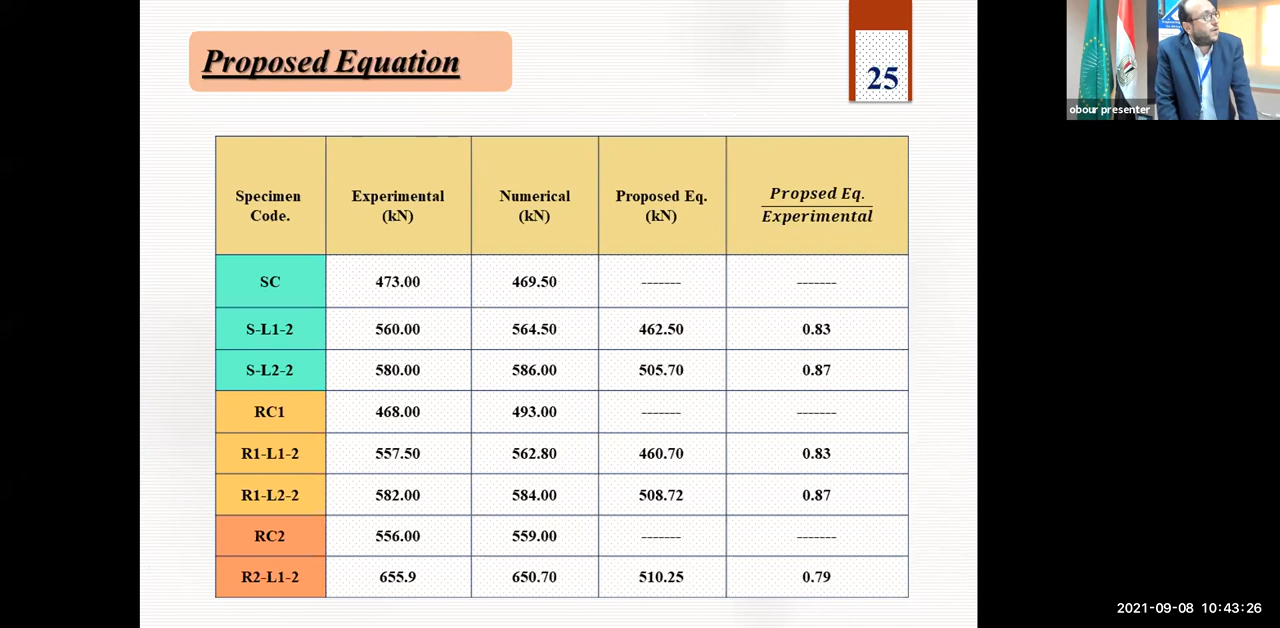 Proposed Equation
25
obour presenter
Specimen Code. Experimental (kN) Numerical (kN) Proposed Eq. (kN) Propsed Eq. / Experimental
SC 473.00 469.50 ------- -------
S-L1-2 560.00 564.50 462.50 0.83
S-L2-2 580.00 586.00 505.70 0.87
RC1 468.00 493.00 ------- -------
R1-L1-2 557.50 562.80 460.70 0.83
R1-L2-2 582.00 584.00 508.72 0.87
RC2 556.00 559.00 ------- -------
R2-L1-2 655.9 650.70 510.25 0.79
2021-09-08 10:43:26